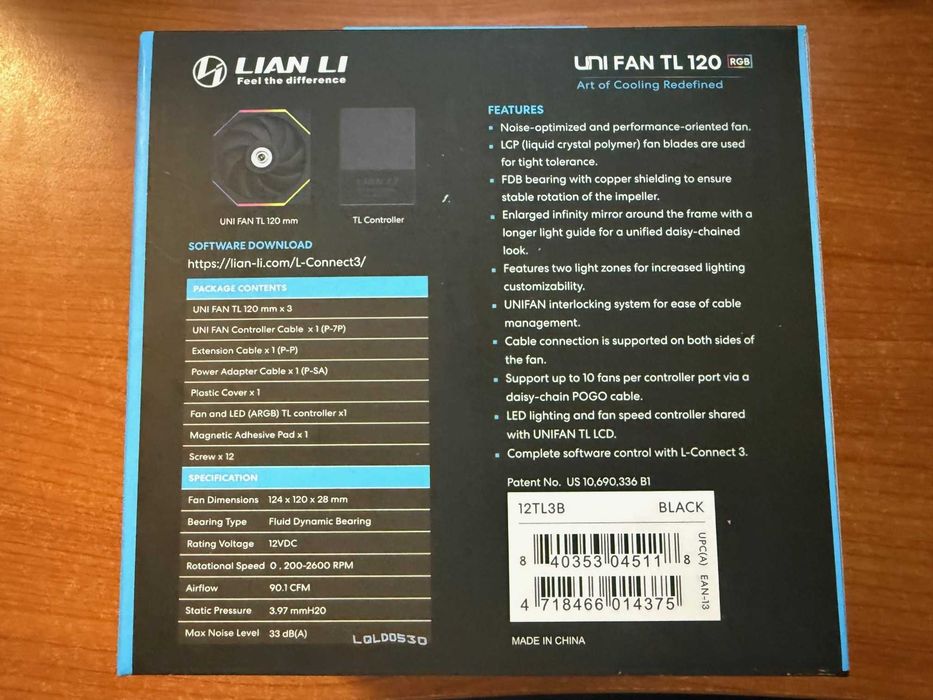 LIAN LI
Feel the difference
UNI FAN TL 120 RGB
Art of Cooling Redefined
LIAN LI
UNI FAN TL 120 mm
TL Controller
SOFTWARE DOWNLOAD
https://lian-li.com/L-Connect3/
PACKAGE CONTENTS
UNI FAN TL 120 mm x 3
UNI FAN Controller Cable x 1 (P-7P)
Extension Cable x 1 (P-P)
Power Adapter Cable x 1 (P-SA)
Plastic Cover x 1
Fan and LED (ARGB) TL controller x1
Magnetic Adhesive Pad x 1
Screw x 12
SPECIFICATION
Fan Dimensions 124 x 120 x 28 mm
Bearing Type Fluid Dynamic Bearing
Rating Voltage 12VDC
Rotational Speed 0 , 200-2600 RPM
Airflow 90.1 CFM
Static Pressure 3.97 mmH20
Max Noise Level 33 dB(A)
LQLD0530
FEATURES
▪ Noise-optimized and performance-oriented fan.
▪ LCP (liquid crystal polymer) fan blades are used
for tight tolerance.
▪ FDB bearing with copper shielding to ensure
stable rotation of the impeller.
▪ Enlarged infinity mirror around the frame with a
longer light guide for a unified daisy-chained
look.
▪ Features two light zones for increased lighting
customizability.
▪ UNIFAN interlocking system for ease of cable
management.
▪ Cable connection is supported on both sides of
the fan.
▪ Support up to 10 fans per controller port via a
daisy-chain POGO cable.
▪ LED lighting and fan speed controller shared
with UNIFAN TL LCD.
▪ Complete software control with L-Connect 3.
Patent No. US 10,690,336 B1
12TL3B BLACK
8 40353 04511 8
UPC(A)
4 718466 014375
EAN-13
MADE IN CHINA